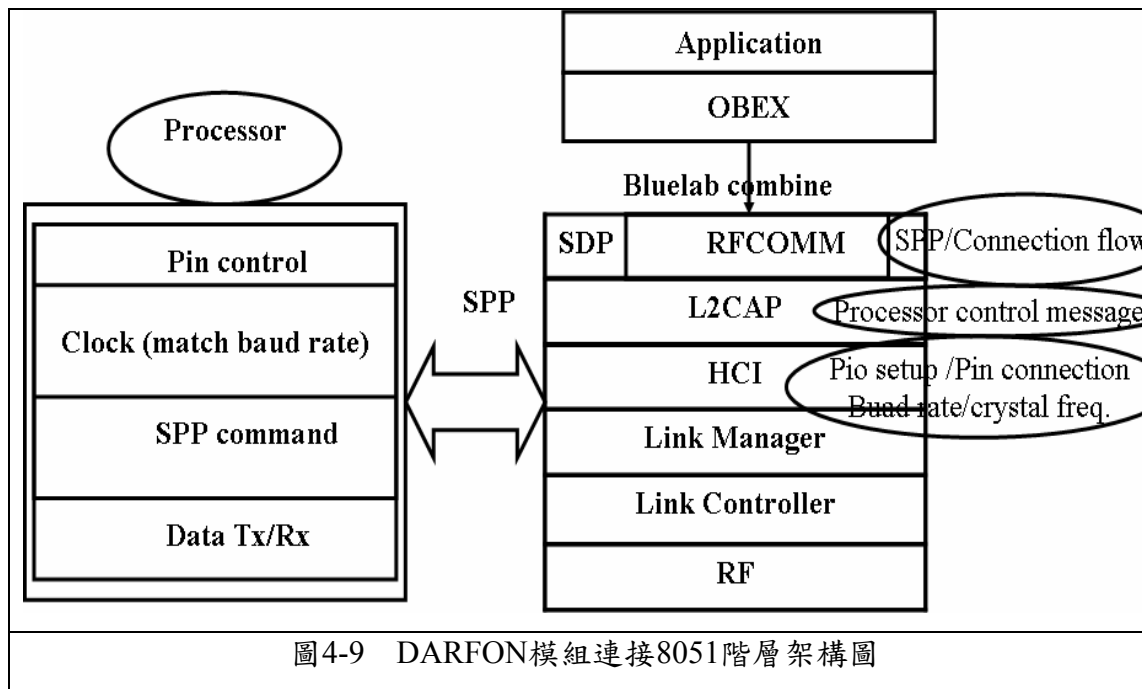 Processor
Pin control
Clock (match baud rate)
SPP command
Data Tx/Rx
SPP
Application
OBEX
Bluelab combine
SDP
RFCOMM
SPP/Connection flow
L2CAP
Processor control message
HCI
Pio setup /Pin connection
Buad rate/crystal freq.
Link Manager
Link Controller
RF
圖4-9 DARFON模組連接8051階層架構圖